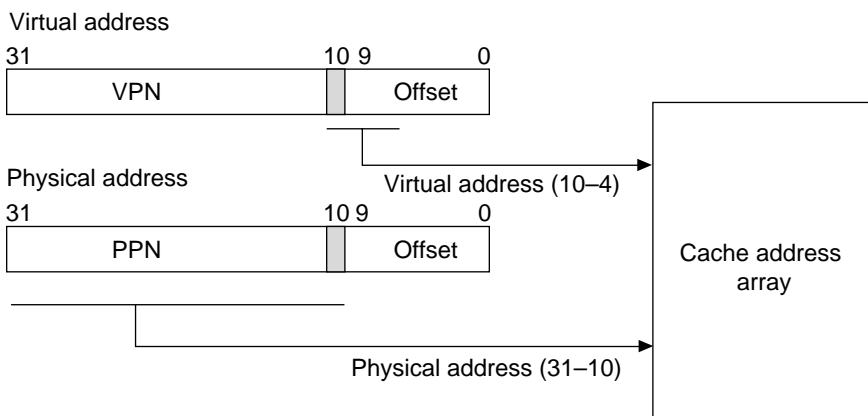 Virtual address
31 10 9 0
VPN Offset
Virtual address (10–4)
Physical address
31 10 9 0
PPN Offset
Cache address
array
Physical address (31–10)